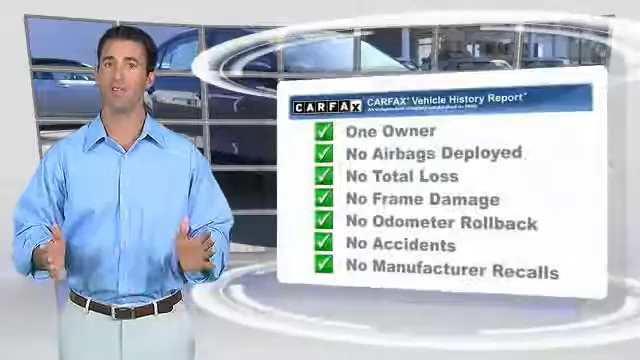 CARFAX CARFAX Vehicle History Report™
One Owner
No Airbags Deployed
No Total Loss
No Frame Damage
No Odometer Rollback
No Accidents
No Manufacturer Recalls